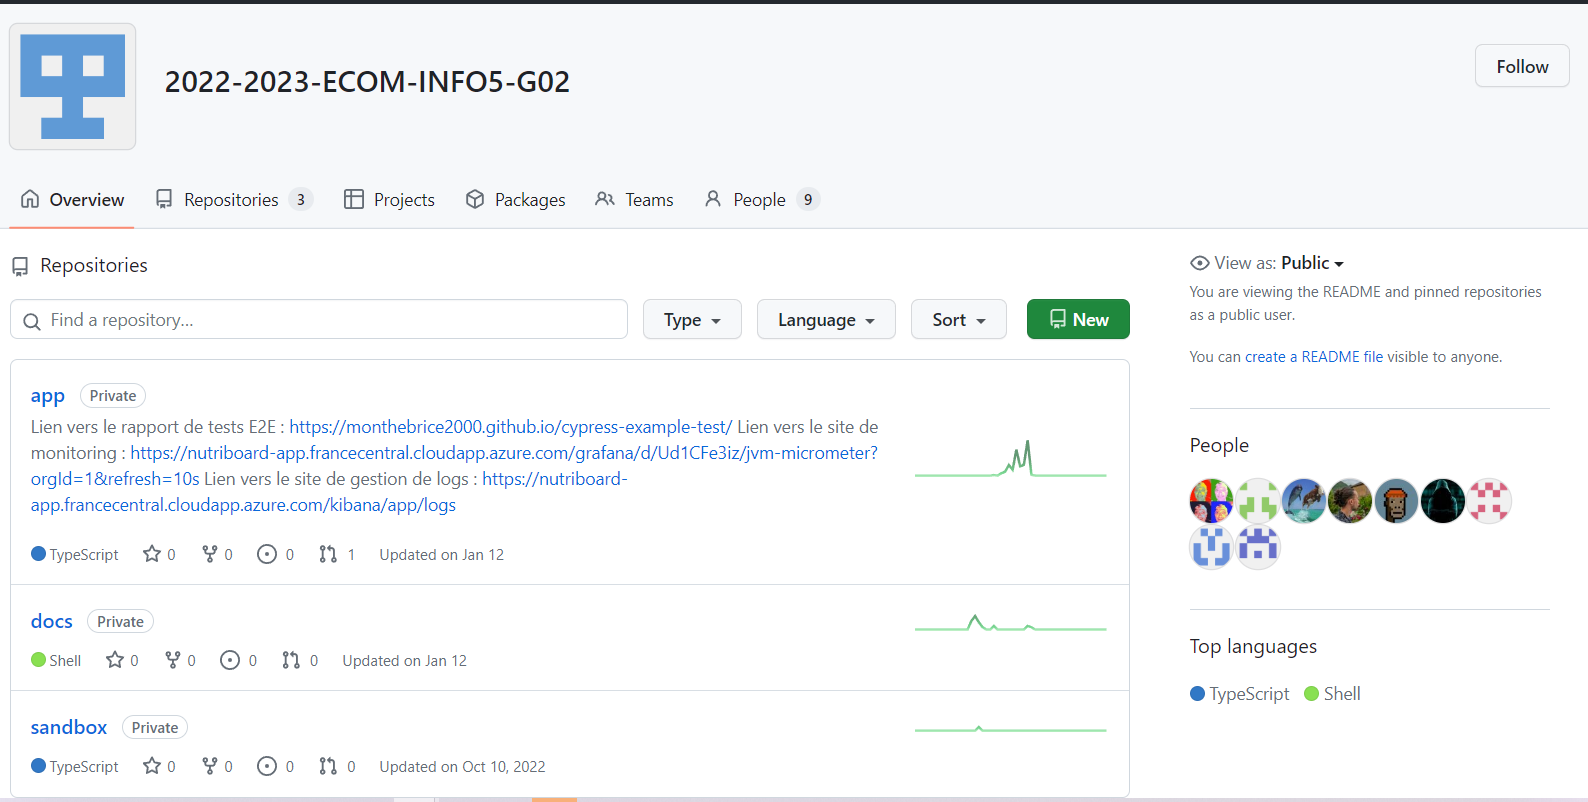 2022-2023-ECOM-INFO5-G02
Follow
Overview Repositories 3 Projects Packages Teams People 9
Repositories
Find a repository...
Type Language Sort New
app Private
Lien vers le rapport de tests E2E : https://monthebrice2000.github.io/cypress-example-test/ Lien vers le site de
monitoring : https://nutriboard-app.francecentral.cloudapp.azure.com/grafana/d/Ud1CFe3iz/jvm-micrometer?
orgId=1&refresh=10s Lien vers le site de gestion de logs : https://nutriboard-
app.francecentral.cloudapp.azure.com/kibana/app/logs
TypeScript 0 0 0 1 Updated on Jan 12
docs Private
Shell 0 0 0 0 Updated on Jan 12
sandbox Private
TypeScript 0 0 0 0 Updated on Oct 10, 2022
View as: Public
You are viewing the README and pinned repositories
as a public user.
You can create a README file visible to anyone.
People
Top languages
TypeScript Shell